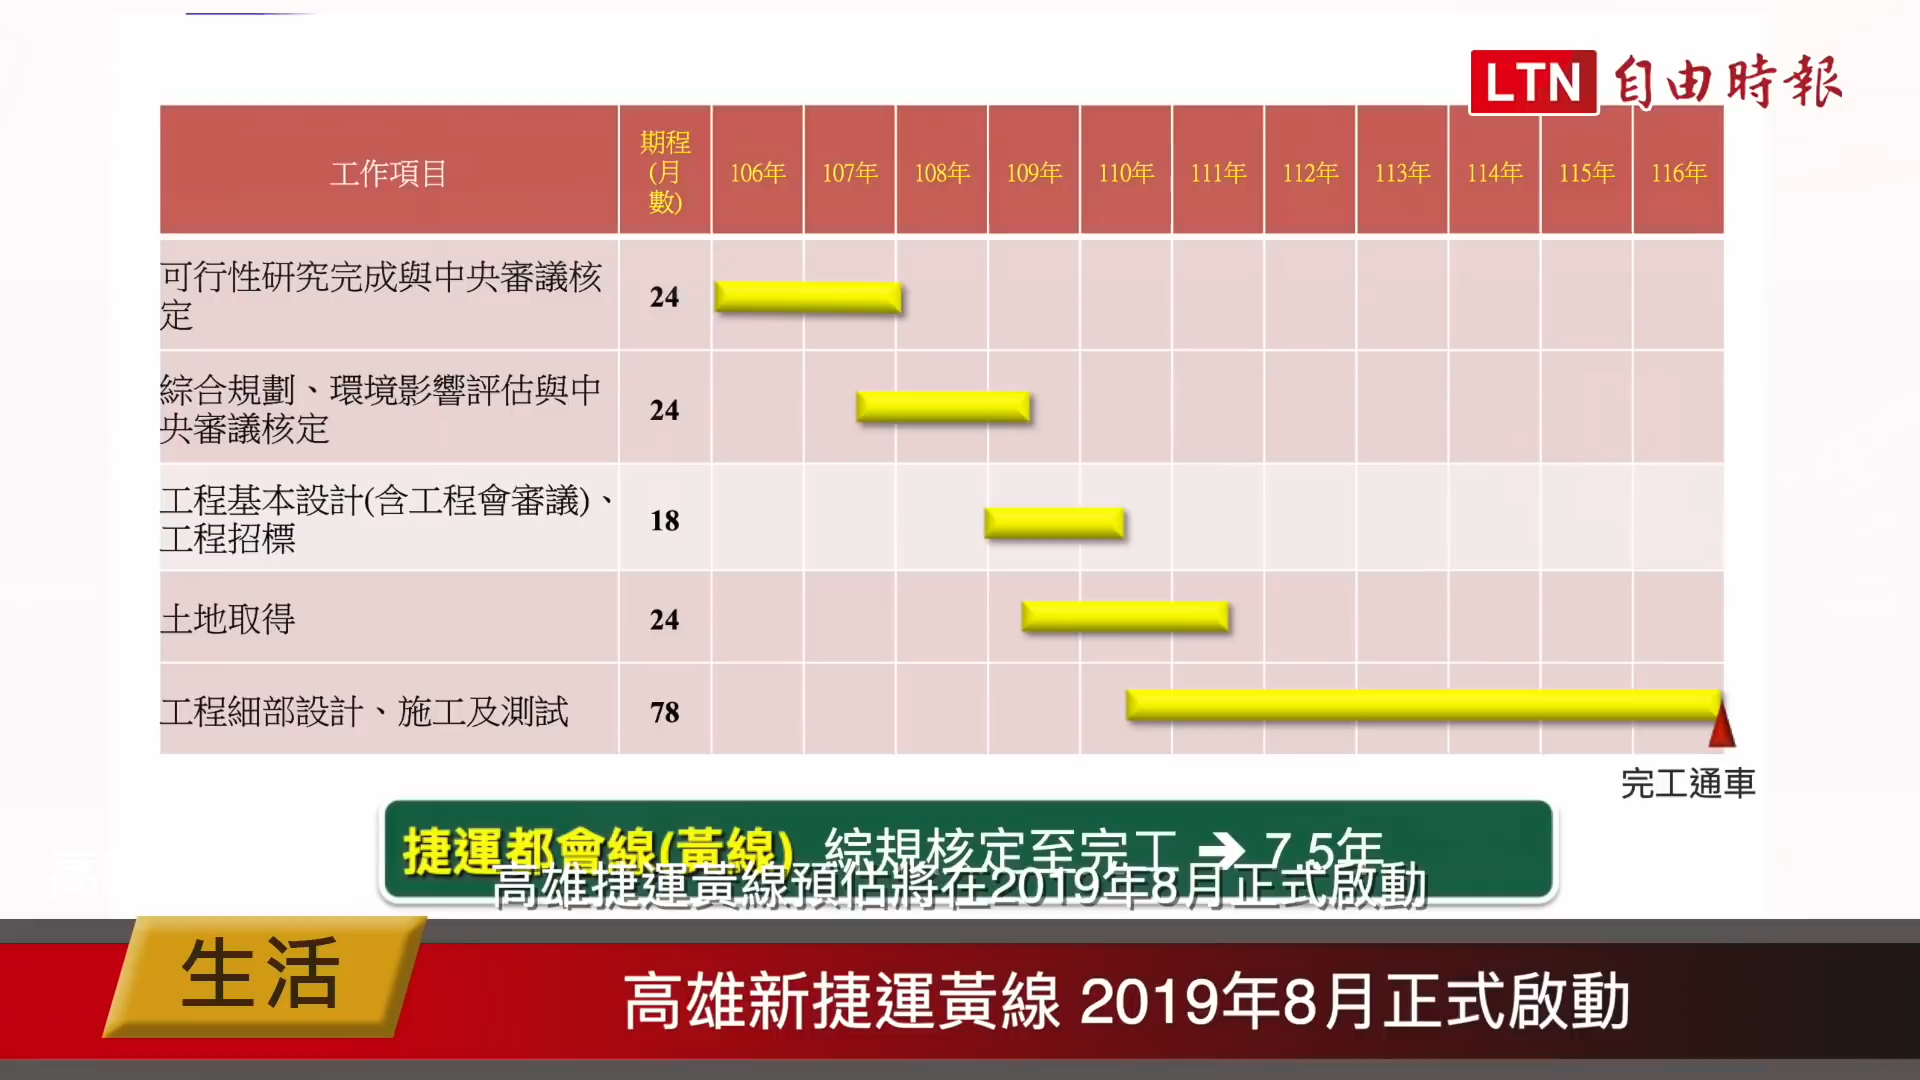 LTN 自由時報
工作項目 期程(月數) 106年 107年 108年 109年 110年 111年 112年 113年 114年 115年 116年
可行性研究完成與中央審議核
定
24
綜合規劃、環境影響評估與中
央審議核定
24
工程基本設計(含工程會審議)、
工程招標
18
土地取得 24
工程細部設計、施工及測試 78
完工通車
捷運都會線(黃線) 綜規核定至完工 ➔ 7.5年
高雄捷運黃線預估將在2019年8月正式啟動
生活
高雄新捷運黃線 2019年8月正式啟動